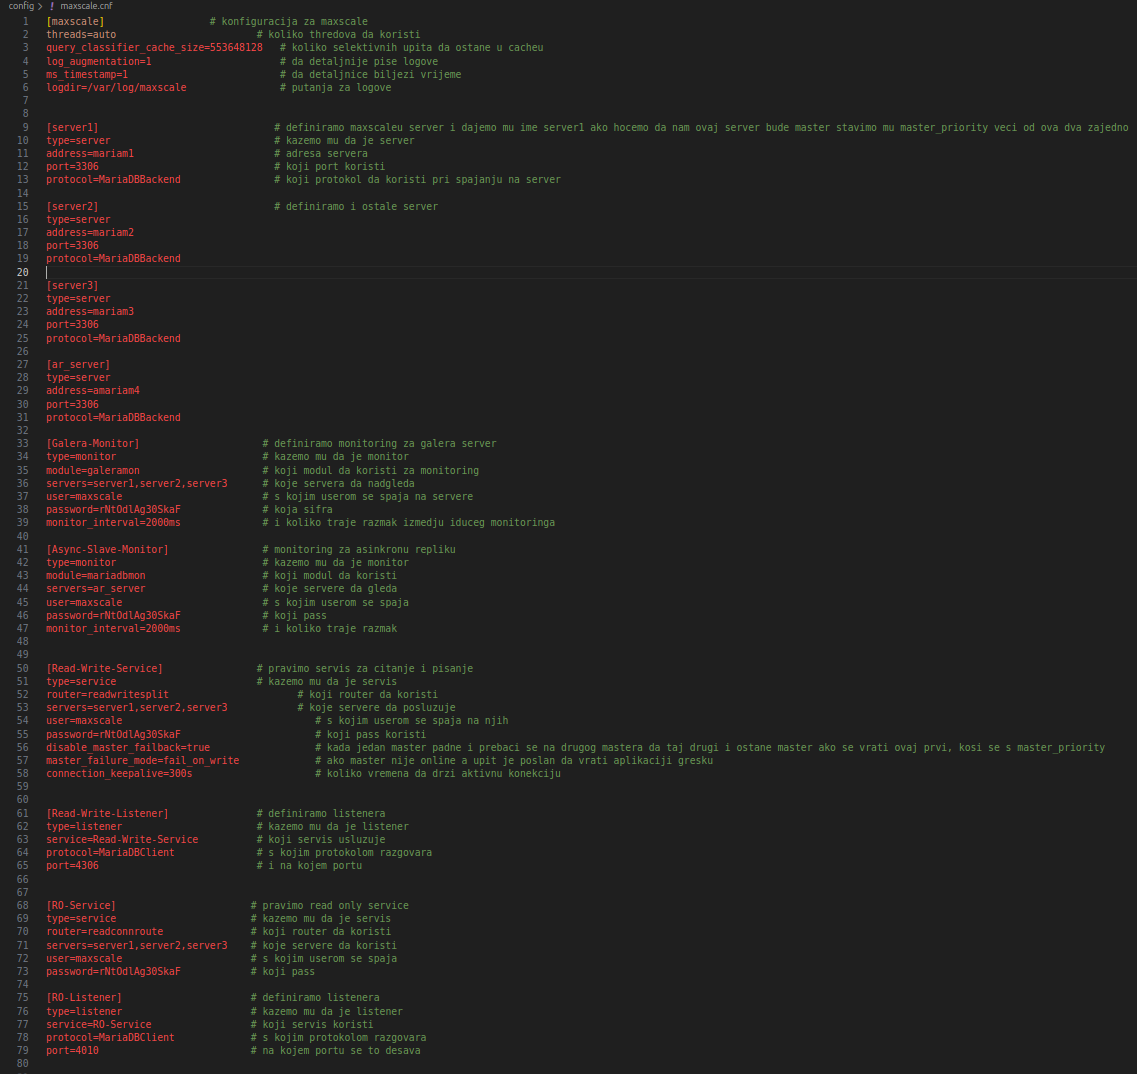 config > ! maxscale.cnf
1 [maxscale] # konfiguracija za maxscale
2 threads=auto # koliko thredova da koristi
3 query_classifier_cache_size=553648128 # koliko selektivnih upita da ostane u cacheu
4 log_augmentation=1 # da detaljnije pise logove
5 ms_timestamp=1 # da detaljnice biljezi vrijeme
6 logdir=/var/log/maxscale # putanja za logove
7
8
9 [server1] # definiramo maxscaleu server i dajemo mu ime server1 ako hocemo da nam ovaj server bude master stavimo mu master_priority veci od ova dva zajedno
10 type=server # kazemo mu da je server
11 address=mariam1 # adresa servera
12 port=3306 # koji port koristi
13 protocol=MariaDBBackend # koji protokol da koristi pri spajanju na server
14
15 [server2] # definiramo i ostale server
16 type=server
17 address=mariam2
18 port=3306
19 protocol=MariaDBBackend
20
21 [server3]
22 type=server
23 address=mariam3
24 port=3306
25 protocol=MariaDBBackend
26
27 [ar_server]
28 type=server
29 address=amariam4
30 port=3306
31 protocol=MariaDBBackend
32
33 [Galera-Monitor] # definiramo monitoring za galera server
34 type=monitor # kazemo mu da je monitor
35 module=galeramon # koji modul da koristi za monitoring
36 servers=server1,server2,server3 # koje servera da nadgleda
37 user=maxscale # s kojim userom se spaja na servere
38 password=rNtOdlAg30SkaF # koja sifra
39 monitor_interval=2000ms # i koliko traje razmak izmedju iduceg monitoringa
40
41 [Async-Slave-Monitor] # monitoring za asinkronu repliku
42 type=monitor # kazemo mu da je monitor
43 module=mariadbmon # koji modul da koristi
44 servers=ar_server # koje servere da gleda
45 user=maxscale # s kojim userom se spaja
46 password=rNtOdlAg30SkaF # koji pass
47 monitor_interval=2000ms # i koliko traje razmak
48
49
50 [Read-Write-Service] # pravimo servis za citanje i pisanje
51 type=service # kazemo mu da je servis
52 router=readwritesplit # koji router da koristi
53 servers=server1,server2,server3 # koje servere da posluzuje
54 user=maxscale # s kojim userom se spaja na njih
55 password=rNtOdlAg30SkaF # koji pass koristi
56 disable_master_failback=true # kada jedan master padne i prebaci se na drugog mastera da taj drugi i ostane master ako se vrati ovaj prvi, kosi se s master_priority
57 master_failure_mode=fail_on_write # ako master nije online a upit je poslan da vrati aplikaciji gresku
58 connection_keepalive=300s # koliko vremena da drzi aktivnu konekciju
59
60
61 [Read-Write-Listener] # definiramo listenera
62 type=listener # kazemo mu da je listener
63 service=Read-Write-Service # koji servis usluzuje
64 protocol=MariaDBClient # s kojim protokolom razgovara
65 port=4306 # i na kojem portu
66
67
68 [RO-Service] # pravimo read only service
69 type=service # kazemo mu da je servis
70 router=readconnroute # koji router da koristi
71 servers=server1,server2,server3 # koje servere da koristi
72 user=maxscale # s kojim userom se spaja
73 password=rNtOdlAg30SkaF # koji pass
74
75 [RO-Listener] # definiramo listenera
76 type=listener # kazemo mu da je listener
77 service=RO-Service # koji servis koristi
78 protocol=MariaDBClient # s kojim protokolom razgovara
79 port=4010 # na kojem portu se to desava
80